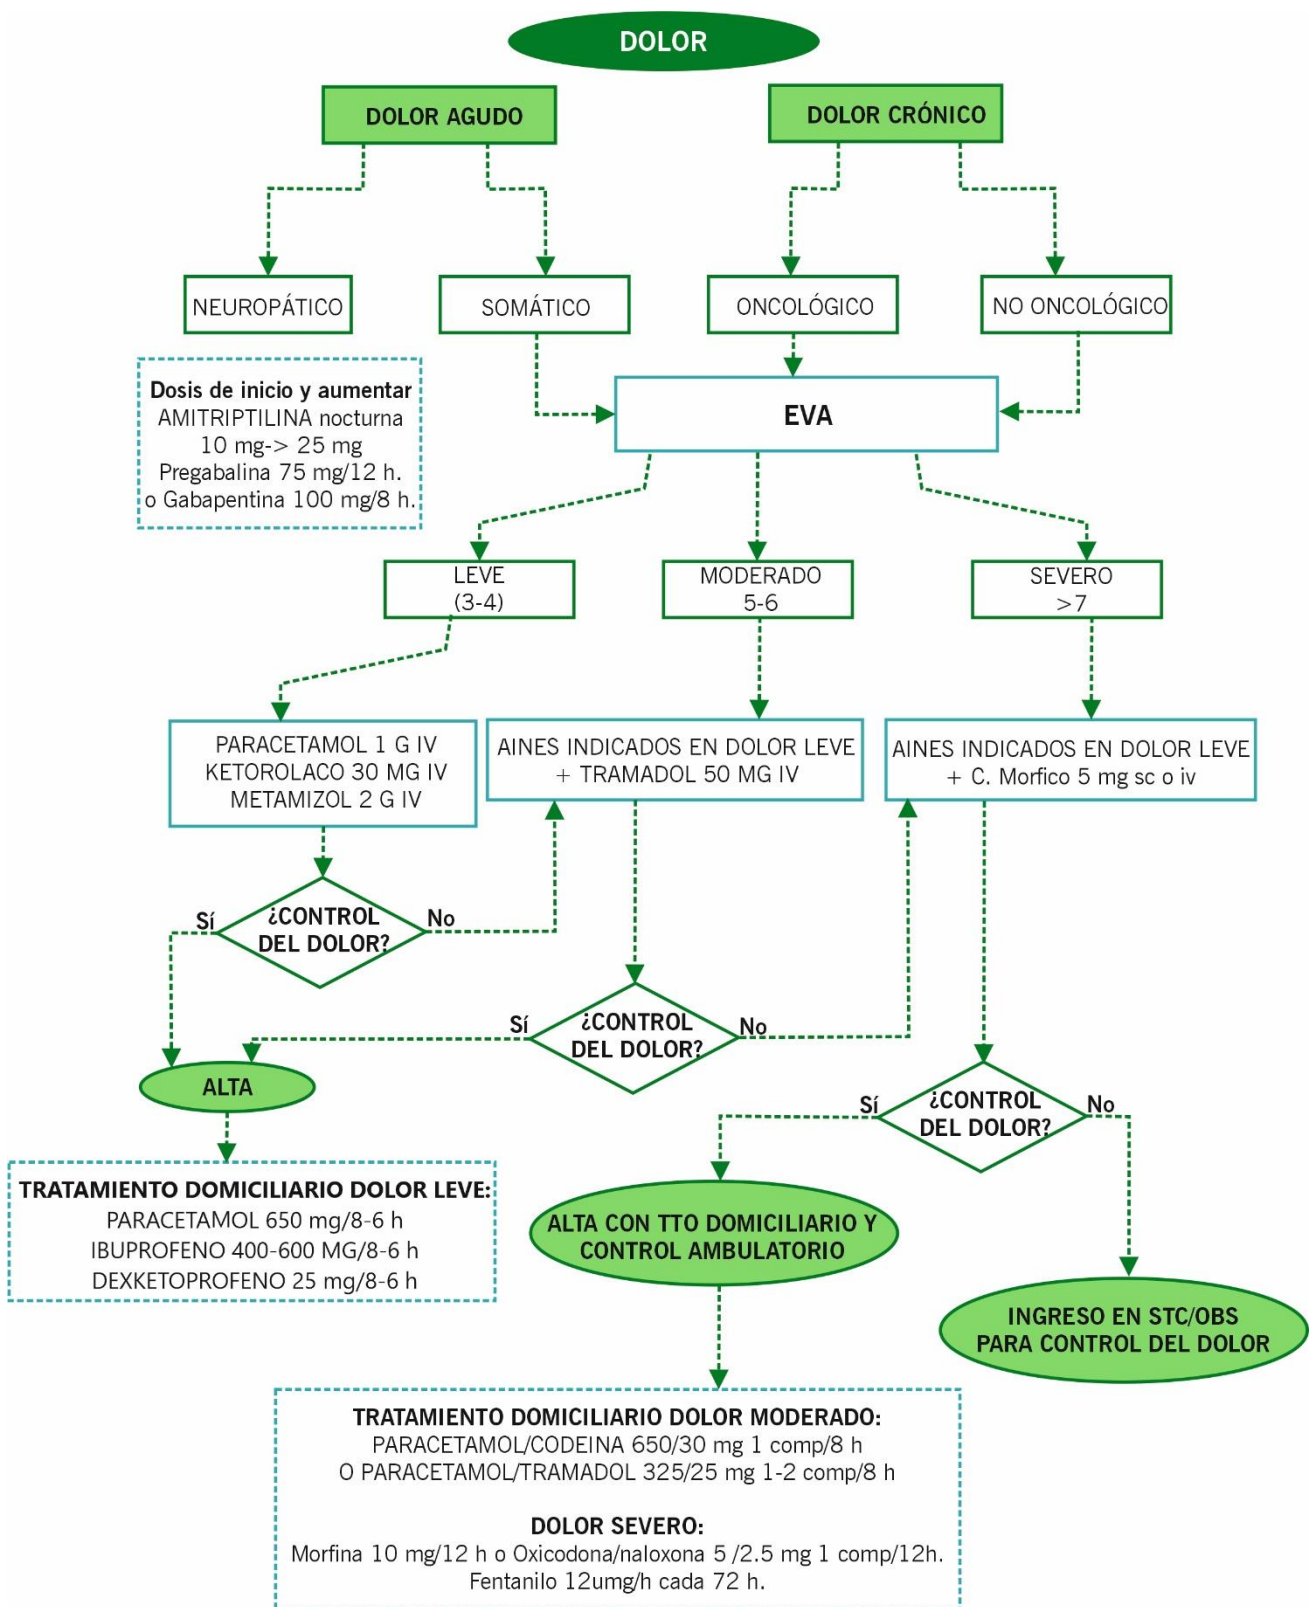 DOLOR
DOLOR AGUDO
DOLOR CRÓNICO
NEUROPÁTICO
SOMÁTICO
ONCOLÓGICO
NO ONCOLÓGICO
Dosis de inicio y aumentar
AMITRIPTILINA nocturna
10 mg-> 25 mg
Pregabalina 75 mg/12 h.
o Gabapentina 100 mg/8 h.
EVA
LEVE
(3-4)
MODERADO
5-6
SEVERO
>7
PARACETAMOL 1 G IV
KETOROLACO 30 MG IV
METAMIZOL 2 G IV
AINES INDICADOS EN DOLOR LEVE
+ TRAMADOL 50 MG IV
AINES INDICADOS EN DOLOR LEVE
+ C. Morfico 5 mg sc o iv
Sí
¿CONTROL
DEL DOLOR?
No
Sí
¿CONTROL
DEL DOLOR?
No
ALTA
Sí
¿CONTROL
DEL DOLOR?
No
TRATAMIENTO DOMICILIARIO DOLOR LEVE:
PARACETAMOL 650 mg/8-6 h
IBUPROFENO 400-600 MG/8-6 h
DEXKETOPROFENO 25 mg/8-6 h
ALTA CON TTO DOMICILIARIO Y
CONTROL AMBULATORIO
INGRESO EN STC/OBS
PARA CONTROL DEL DOLOR
TRATAMIENTO DOMICILIARIO DOLOR MODERADO:
PARACETAMOL/CODEINA 650/30 mg 1 comp/8 h
O PARACETAMOL/TRAMADOL 325/25 mg 1-2 comp/8 h
DOLOR SEVERO:
Morfina 10 mg/12 h o Oxicodona/naloxona 5 /2.5 mg 1 comp/12h.
Fentanilo 12umg/h cada 72 h.